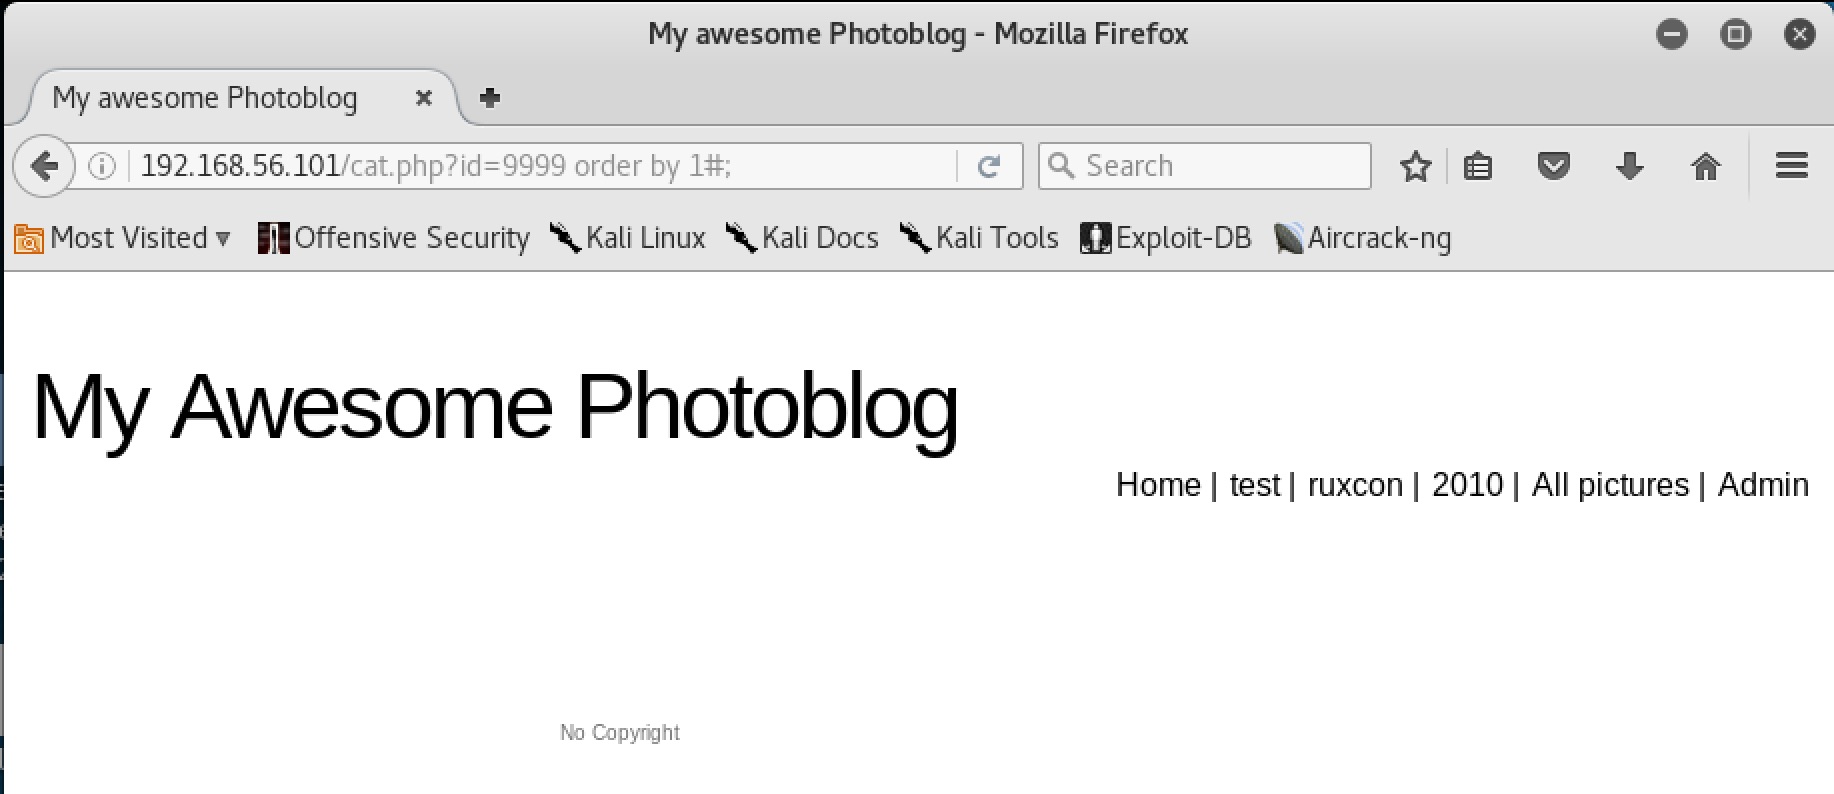 My awesome Photoblog - Mozilla Firefox
My awesome Photoblog
192.168.56.101/cat.php?id=9999 order by 1#;
Search
Most Visited Offensive Security Kali Linux Kali Docs Kali Tools Exploit-DB Aircrack-ng
My Awesome Photoblog
Home | test | ruxcon | 2010 | All pictures | Admin
No Copyright